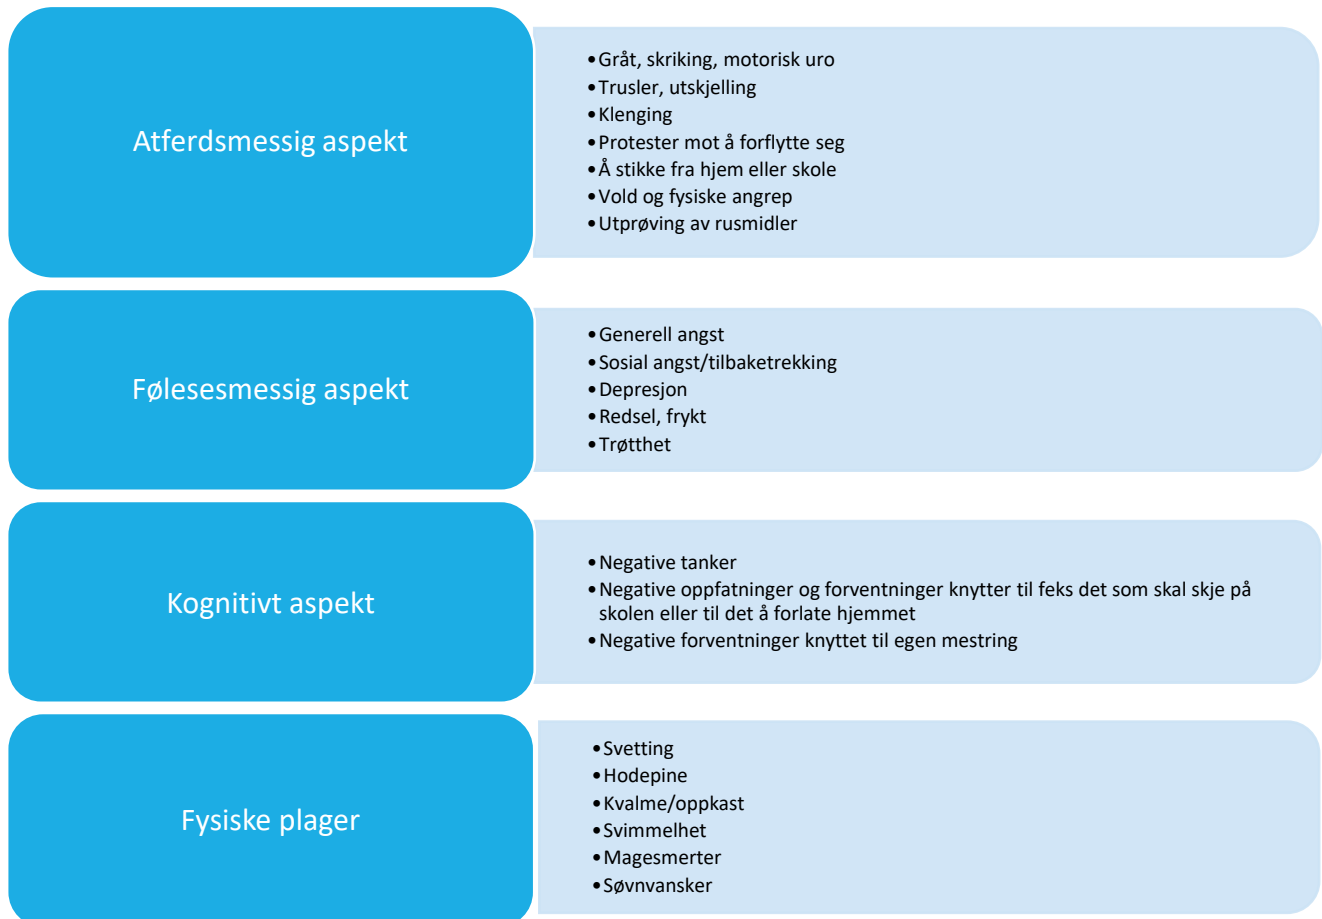 Atferdsmessig aspekt
•Gråt, skriking, motorisk uro
•Trusler, utskjelling
•Klenging
•Protester mot å forflytte seg
•Å stikke fra hjem eller skole
•Vold og fysiske angrep
•Utprøving av rusmidler
Følesesmessig aspekt
•Generell angst
•Sosial angst/tilbaketrekking
•Depresjon
•Redsel, frykt
•Trøtthet
Kognitivt aspekt
•Negative tanker
•Negative oppfatninger og forventninger knytter til feks det som skal skje på
skolen eller til det å forlate hjemmet
•Negative forventninger knyttet til egen mestring
Fysiske plager
•Svetting
•Hodepine
•Kvalme/oppkast
•Svimmelhet
•Magesmerter
•Søvnvansker